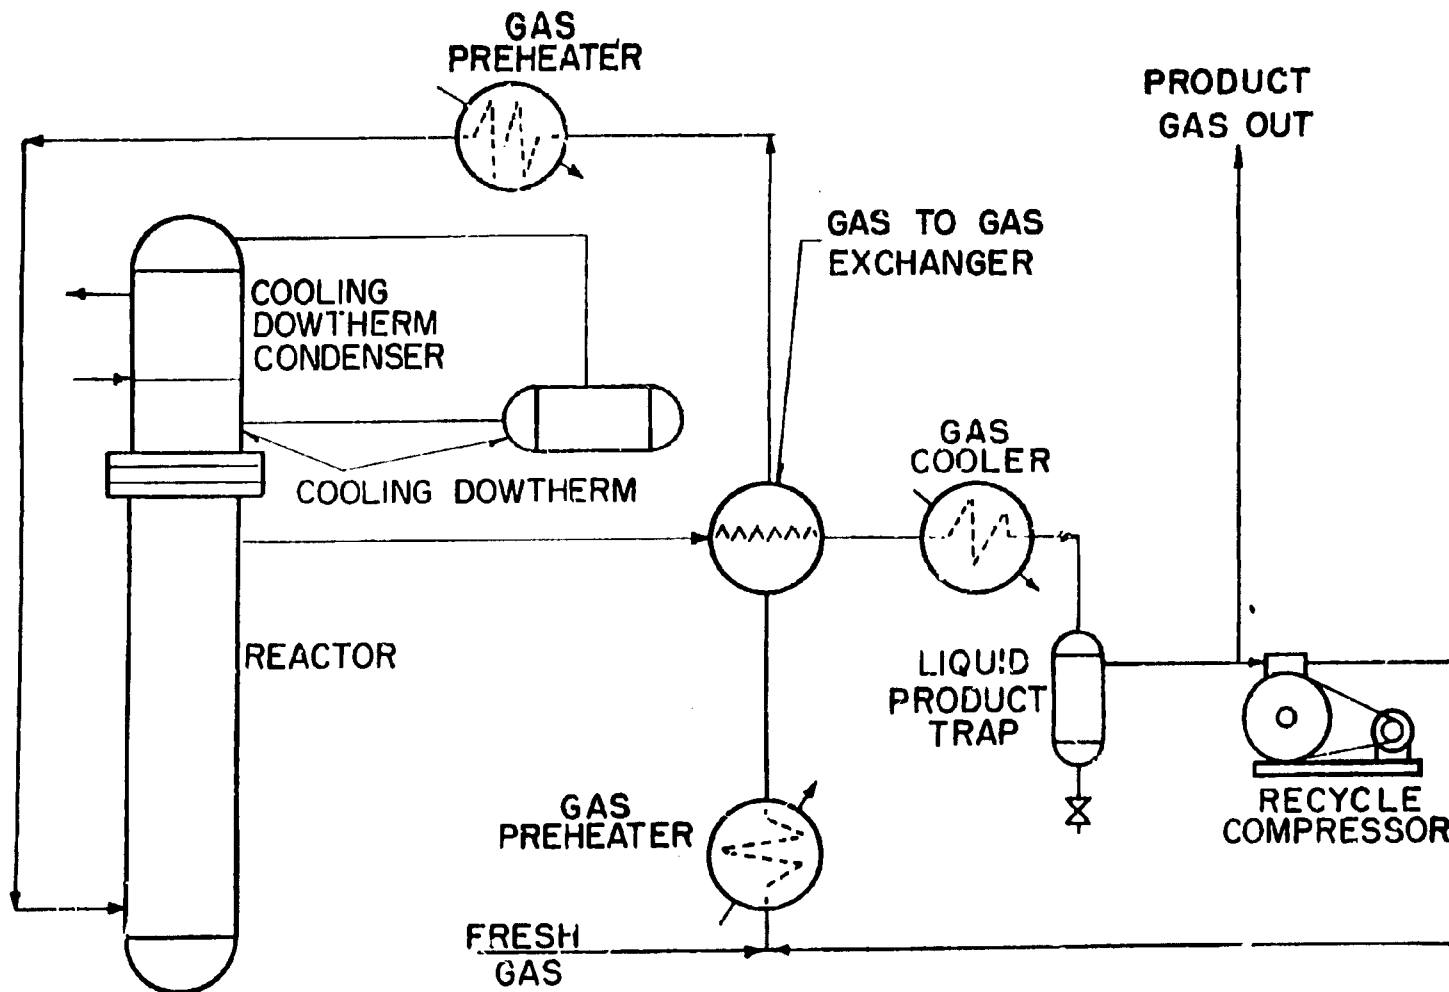 GAS
PREHEATER
PRODUCT
GAS OUT
GAS TO GAS
EXCHANGER
COOLING
DOWTHERM
CONDENSER
GAS
COOLER
COOLING DOWTHERM
REACTOR
LIQUID
PRODUCT
TRAP
GAS
PREHEATER
RECYCLE
COMPRESSOR
FRESH
GAS